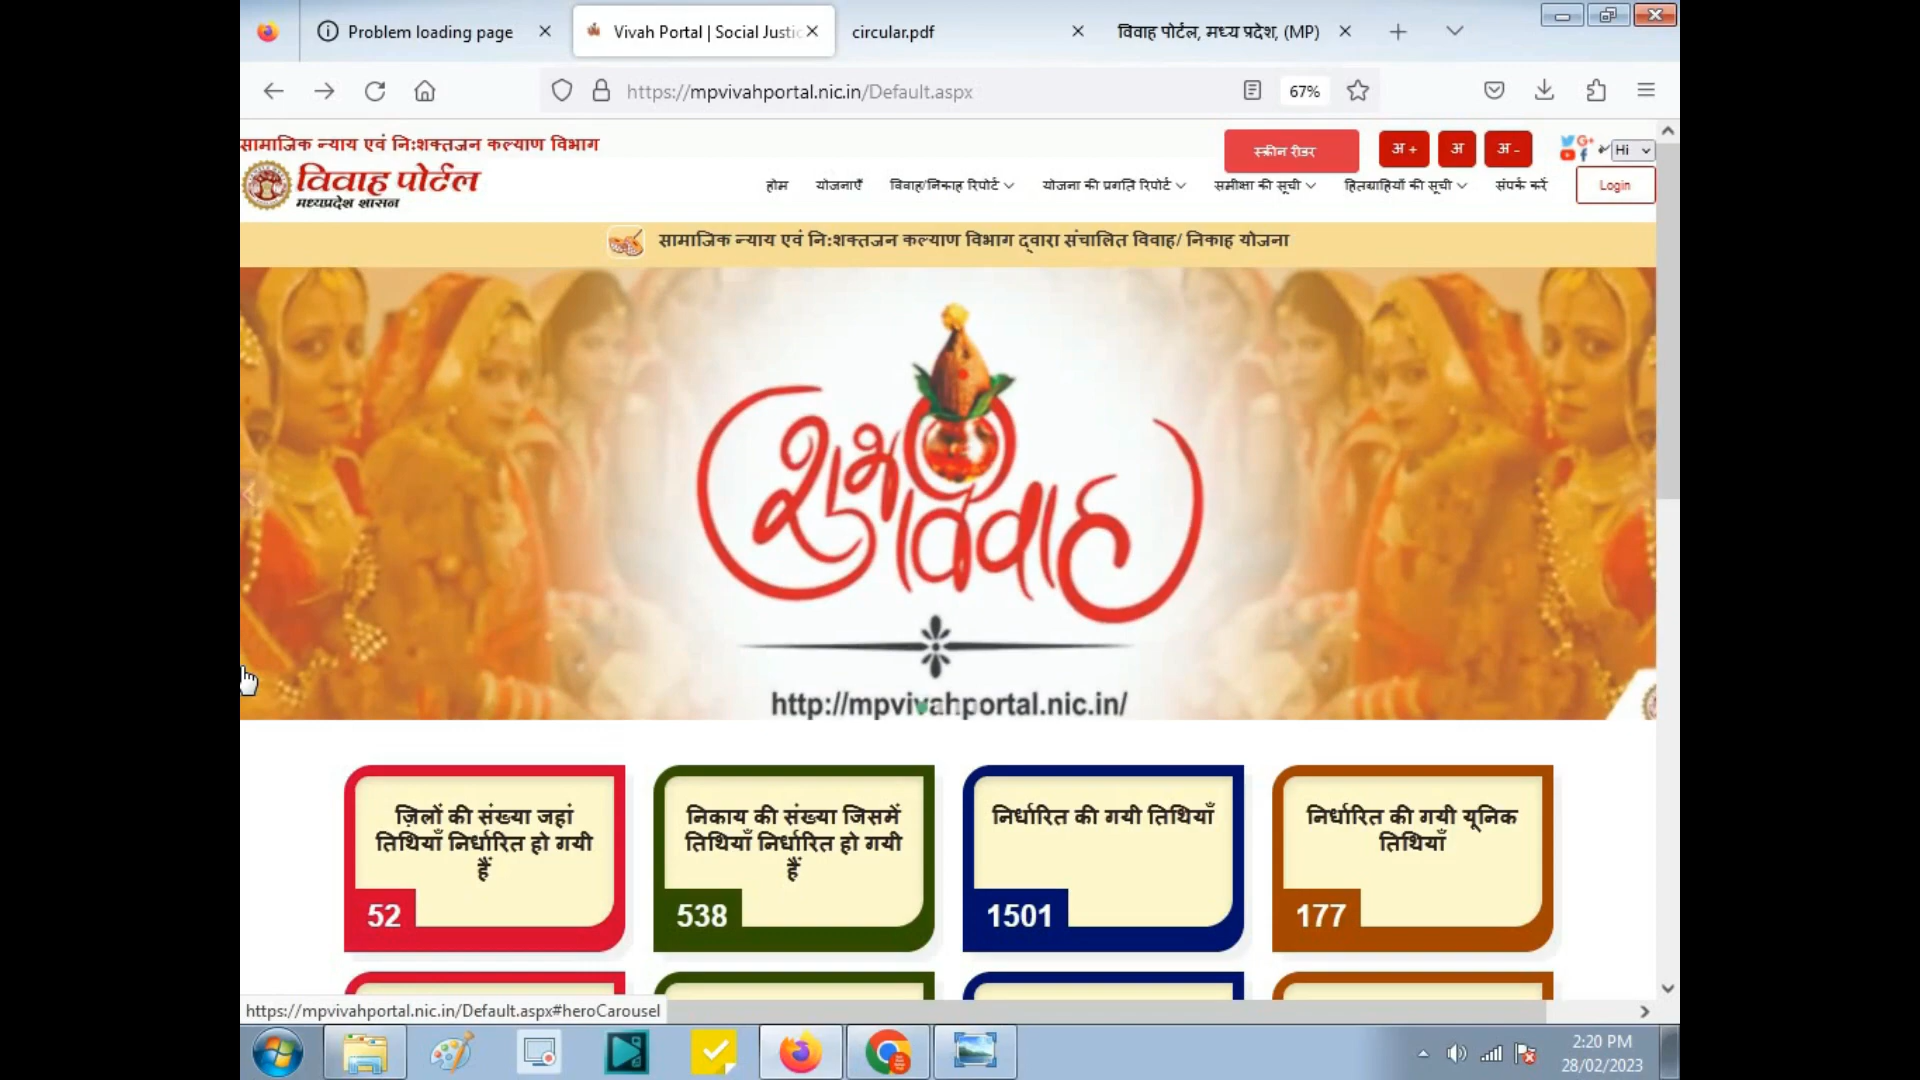 Problem loading page
Vivah Portal | Social Justic
circular.pdf
विवाह पोर्टल, मध्य प्रदेश, (MP)
https://mpvivahportal.nic.in/Default.aspx
67%
सामाजिक न्याय एवं नि:शक्तजन कल्याण विभाग
स्क्रीन रीडर
अ +
अ
अ -
Hi
विवाह पोर्टल
मध्यप्रदेश शासन
होम
योजनाएँ
विवाह/निकाह रिपोर्ट
योजना की प्रगति रिपोर्ट
समीक्षा की सूची
हितग्राहियों की सूची
संपर्क करें
Login
सामाजिक न्याय एवं नि:शक्तजन कल्याण विभाग द्वारा संचालित विवाह/ निकाह योजना
शुभ
विवाह
http://mpvivahportal.nic.in/
ज़िलों की संख्या जहां
तिथियाँ निर्धारित हो गयी
हैं
52
निकाय की संख्या जिसमें
तिथियाँ निर्धारित हो गयी
हैं
538
निर्धारित की गयी तिथियाँ
1501
निर्धारित की गयी यूनिक
तिथियाँ
177
https://mpvivahportal.nic.in/Default.aspx#heroCarousel
2:20 PM
28/02/2023